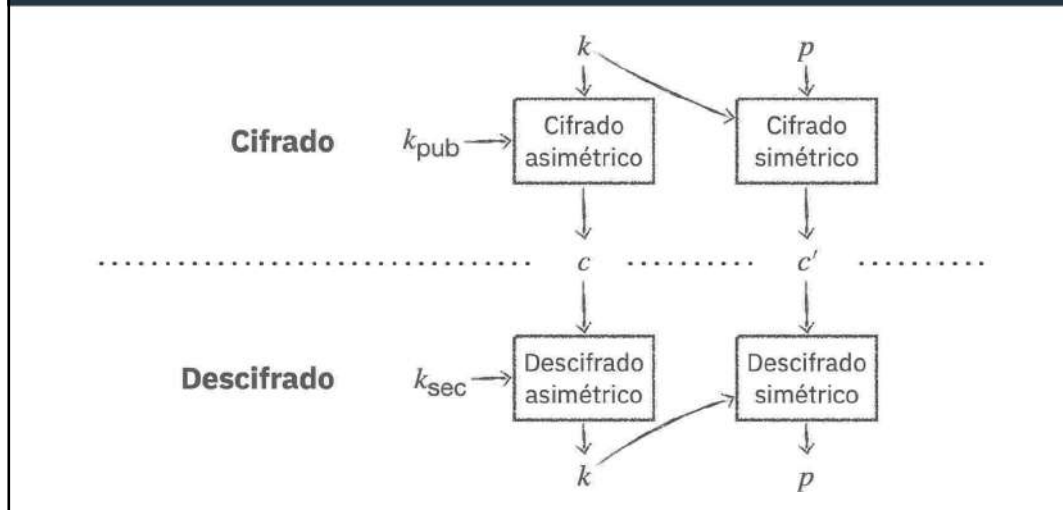 k p
Cifrado k_pub Cifrado asimétrico Cifrado simétrico
c c′
Descifrado k_sec Descifrado asimétrico Descifrado simétrico
k p